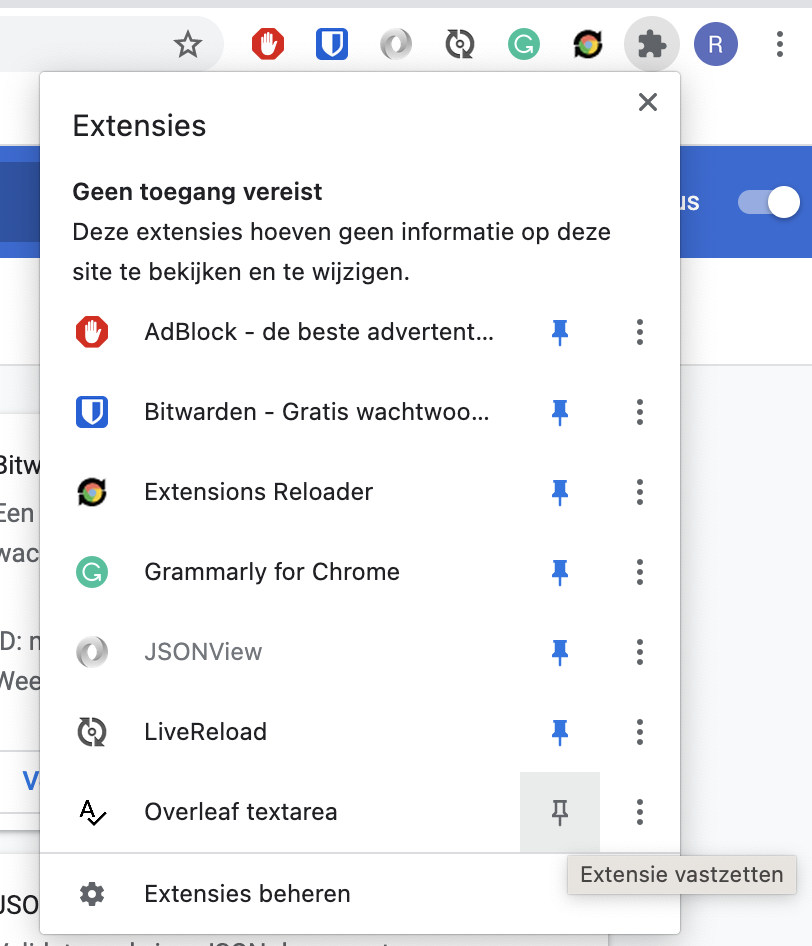 R
Extensies
us
Geen toegang vereist
Deze extensies hoeven geen informatie op deze
site te bekijken en te wijzigen.
AdBlock - de beste advertent...
Bitwarden - Gratis wachtwoo...
Bitw
Extensions Reloader
Een
wac
Grammarly for Chrome
D: n
JSONView
Wee
LiveReload
V
Overleaf textarea
Extensie vastzetten
JSO
Extensies beheren